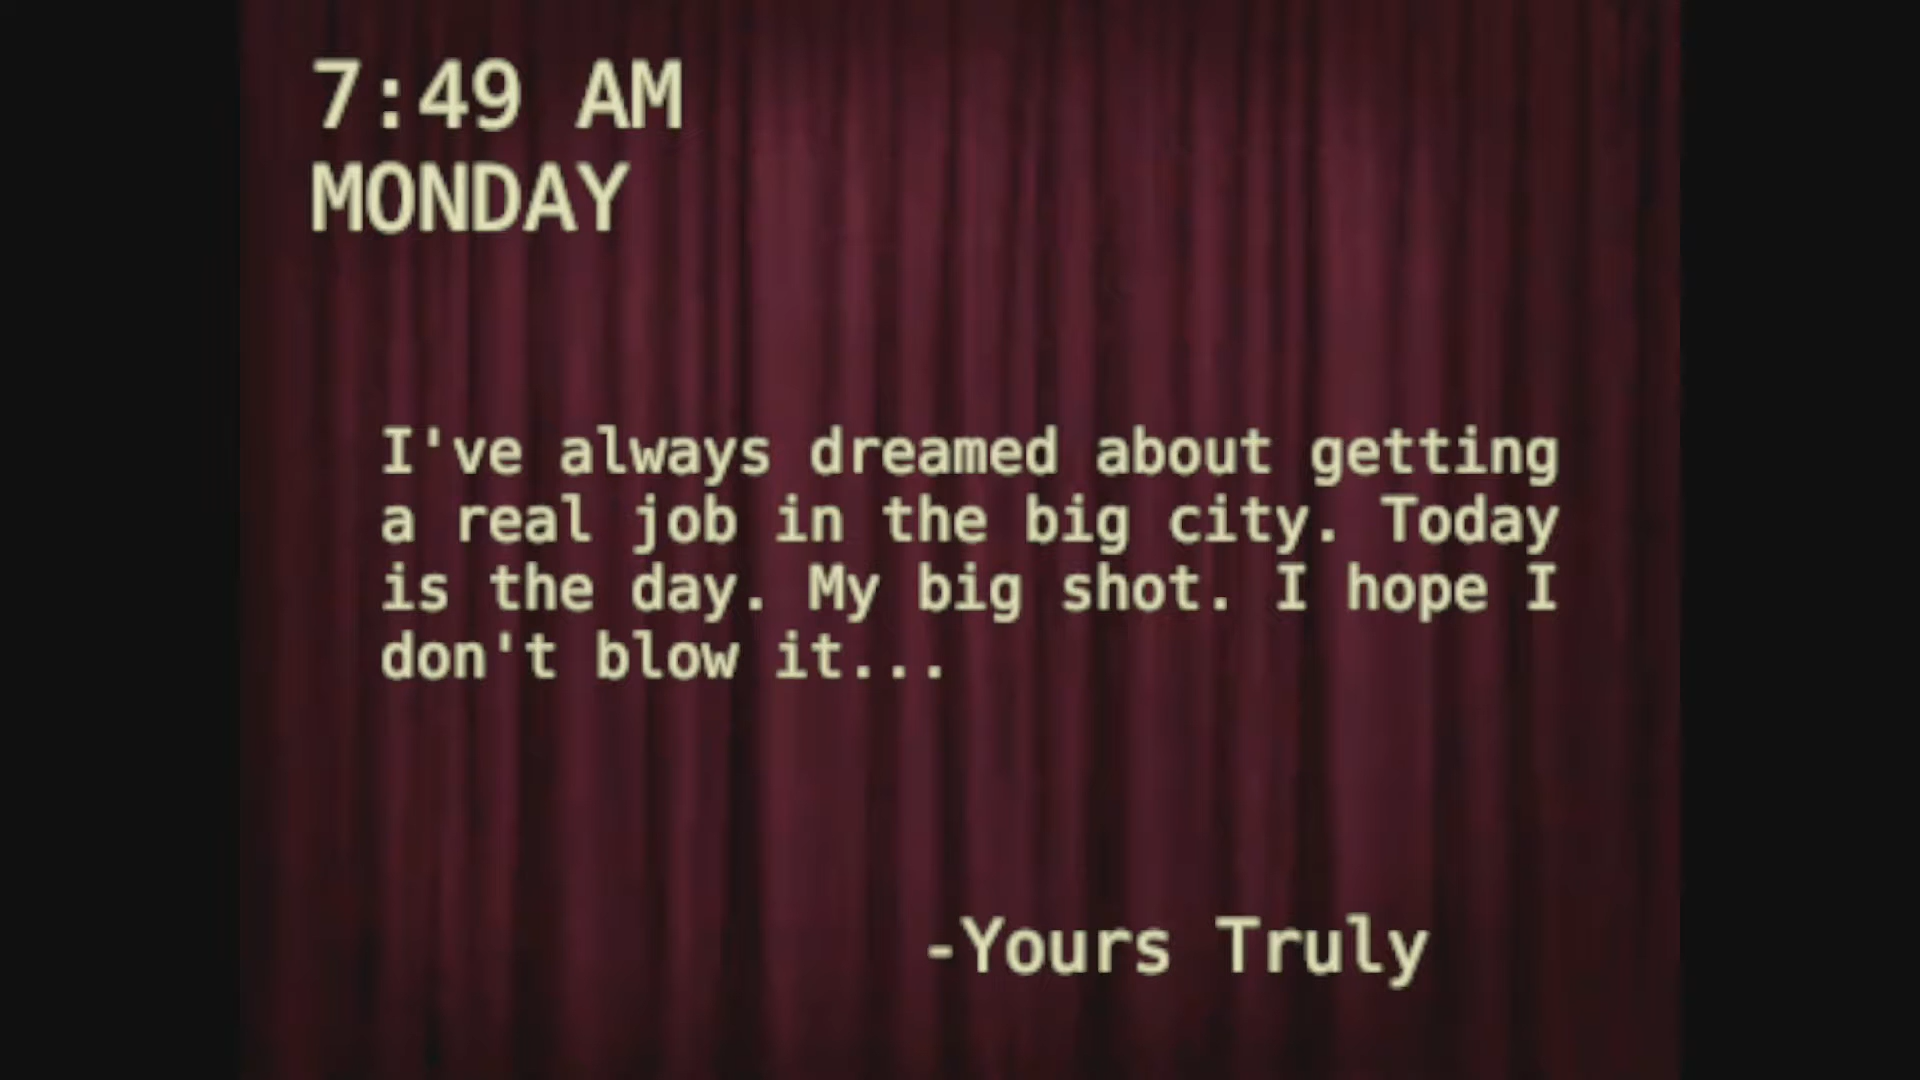 7:49 AM
MONDAY
I've always dreamed about getting
a real job in the big city. Today
is the day. My big shot. I hope I
don't blow it...
-Yours Truly